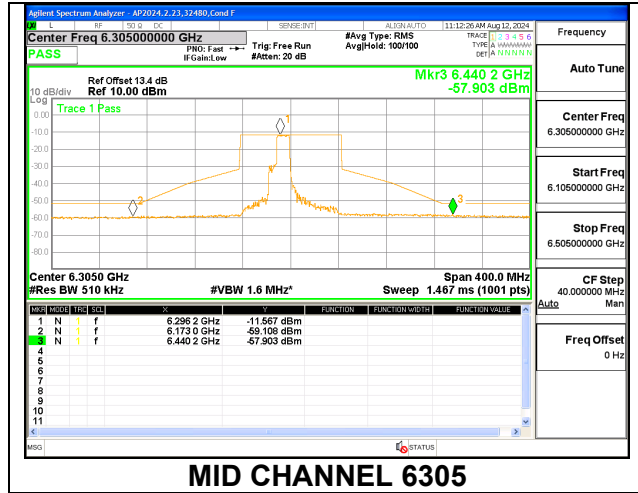 Agilent Spectrum Analyzer - AP2024.2.23,32480,Cond F
L RF 50 Ω DC SENSE:INT ALIGN AUTO 11:12:26 AM Aug 12, 2024
Center Freq 6.305000000 GHz #Avg Type: RMS TRACE 1 2 3 4 5 6 Frequency
PASS PNO: Fast Trig: Free Run Avg|Hold: 100/100 TYPE A WWWWW
IFGain:Low #Atten: 20 dB DET A N N N N N
Auto Tune
Ref Offset 13.4 dB Mkr3 6.440 2 GHz
10 dB/div Ref 10.00 dBm -57.903 dBm
Log
Trace 1 Pass
0.00
-10.0
-20.0
-30.0
-40.0
-50.0
-60.0
-70.0
-80.0
1
2
3
Center Freq
6.305000000 GHz
Start Freq
6.105000000 GHz
Stop Freq
6.505000000 GHz
Center 6.3050 GHz Span 400.0 MHz
#Res BW 510 kHz #VBW 1.6 MHz* Sweep 1.467 ms (1001 pts)
CF Step
40.000000 MHz
Auto Man
MKR MODE TRC SCL X Y FUNCTION FUNCTION WIDTH FUNCTION VALUE
1 N 1 f 6.296 2 GHz -11.567 dBm
2 N 1 f 6.173 0 GHz -59.108 dBm
3 N 1 f 6.440 2 GHz -57.903 dBm
4
5
6
7
8
9
10
11
Freq Offset
0 Hz
MSG STATUS
MID CHANNEL 6305